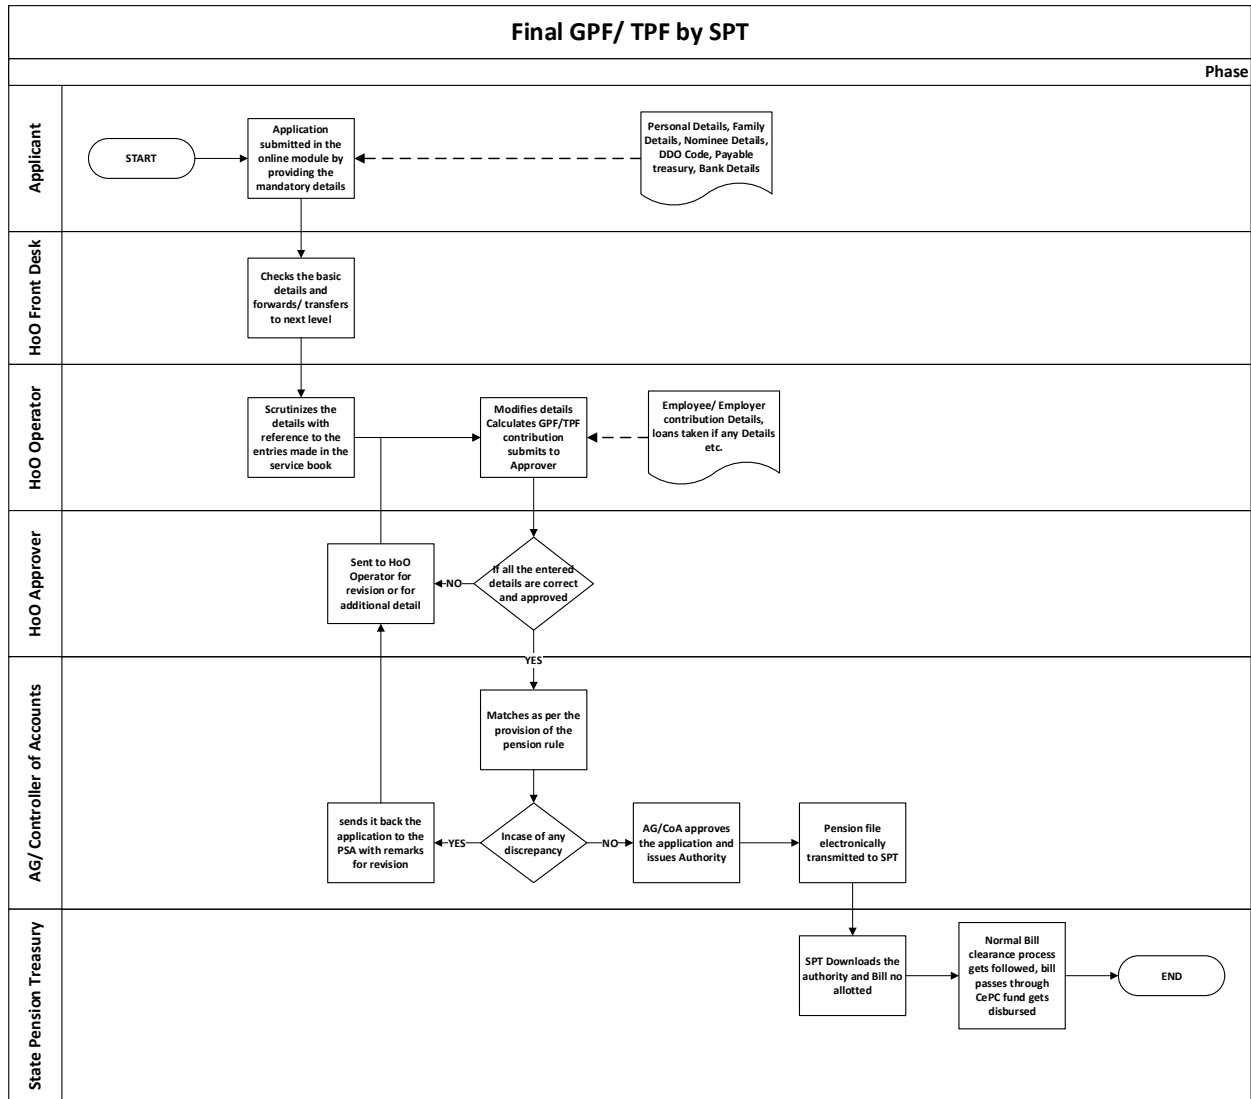 Final GPF/ TPF by SPT
Phase
Applicant
START
Application
submitted in the
online module by
providing the
mandatory details
Personal Details, Family
Details, Nominee Details,
DDO Code, Payable
treasury, Bank Details
HoO Front Desk
Checks the basic
details and
forwards/ transfers
to next level
HoO Operator
Scrutinizes the
details with
reference to the
entries made in the
service book
Modifies details
Calculates GPF/TPF
contribution
submits to
Approver
Employee/ Employer
contribution Details,
loans taken if any Details
etc.
HoO Approver
Sent to HoO
Operator for
revision or for
additional detail
NO
If all the entered
details are correct
and approved
YES
AG/ Controller of Accounts
Matches as per the
provision of the
pension rule
sends it back the
application to the
PSA with remarks
for revision
YES
Incase of any
discrepancy
NO
AG/CoA approves
the application and
issues Authority
Pension file
electronically
transmitted to SPT
State Pension Treasury
SPT Downloads the
authority and Bill no
allotted
Normal Bill
clearance process
gets followed, bill
passes through
CePC fund gets
disbursed
END